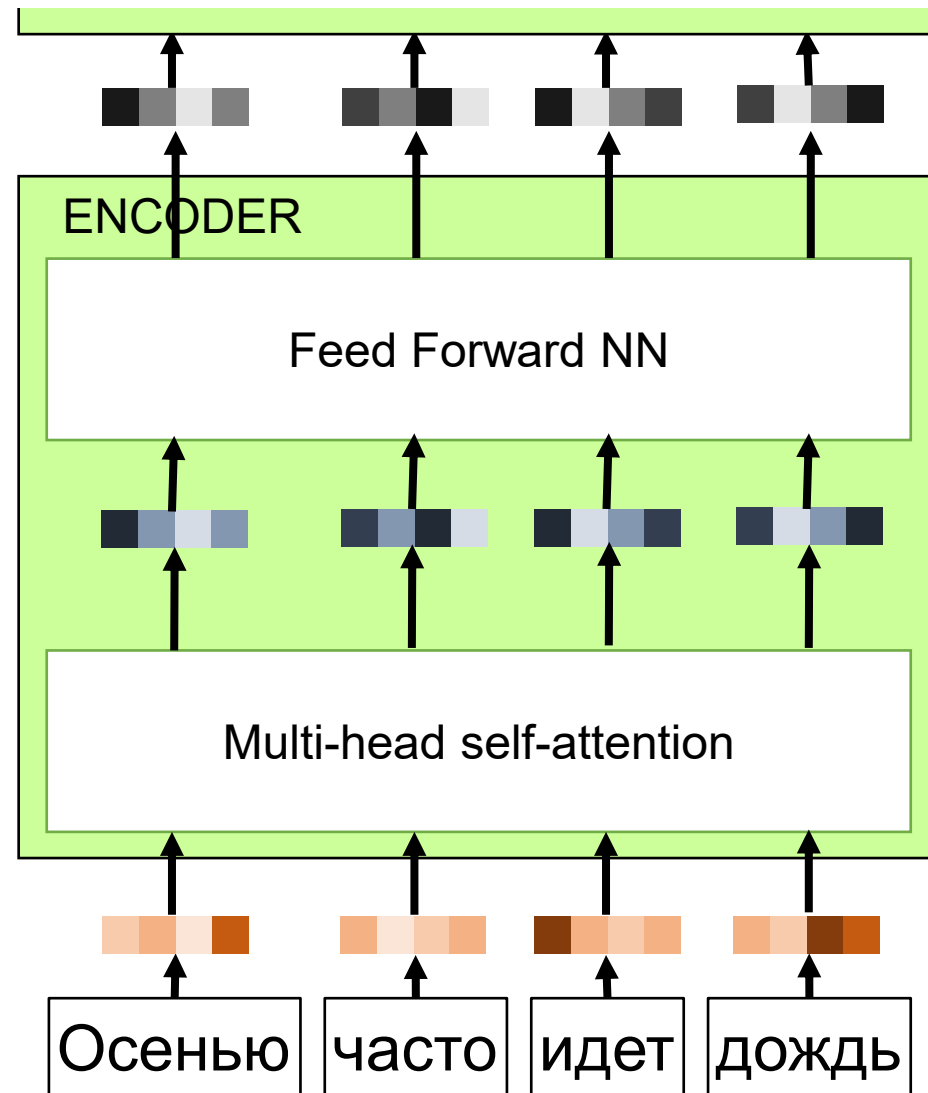 ENCODER
Feed Forward NN
Multi-head self-attention
Осенью часто идет дождь